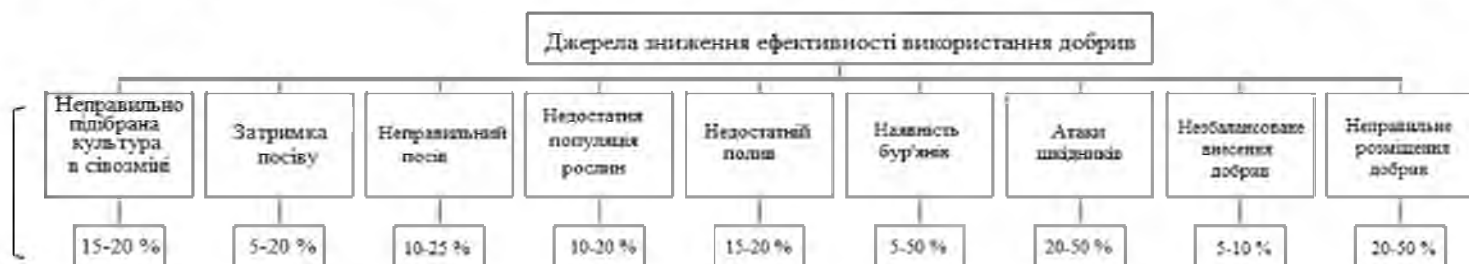 Джерела зниження ефективності використання добрив
Неправильно
підібрана
культура
в сівозміні
Затримка
посіву
Неправильний
посів
Недостатня
популяція
рослин
Недостатній
полив
Наявність
бур'янів
Атаки
шкідників
Незбалансоване
внесення
добрив
Неправильне
розміщення
добрив
15-20 %
5-20 %
10-25 %
10-20 %
15-20 %
5-50 %
20-50 %
5-10 %
20-50 %